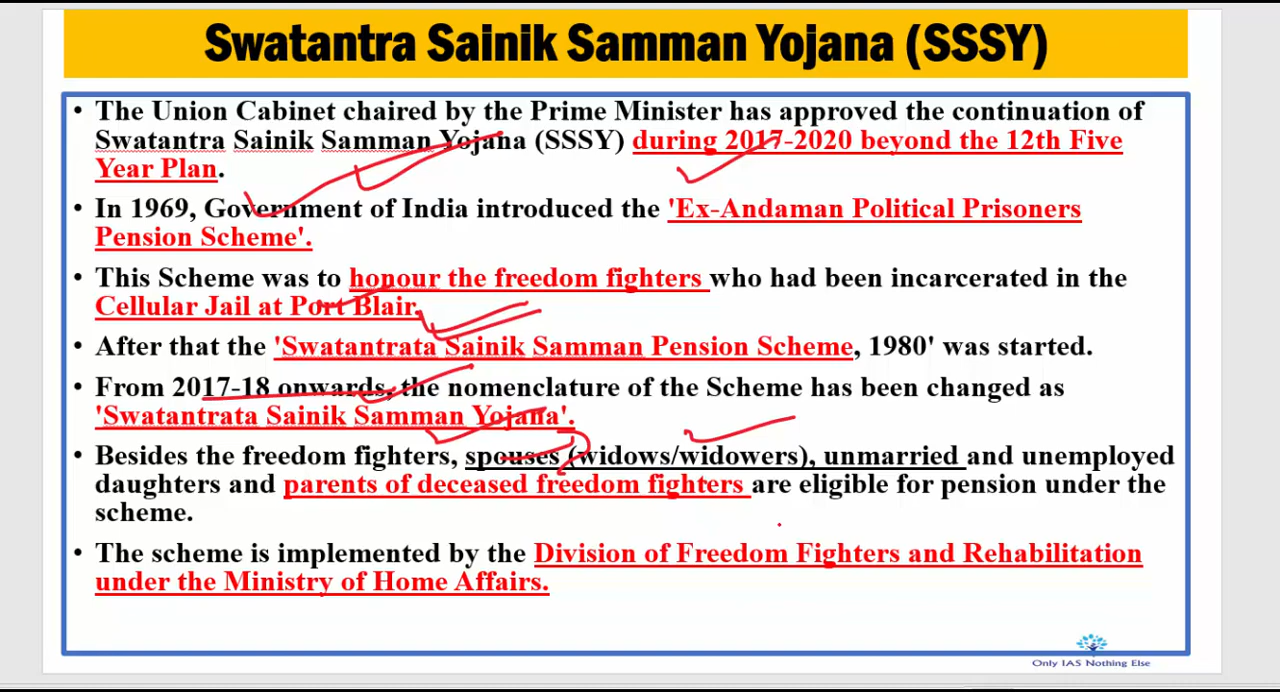 Swatantra Sainik Samman Yojana (SSSY)
• The Union Cabinet chaired by the Prime Minister has approved the continuation of
Swatantra Sainik Samman Yojana (SSSY) during 2017-2020 beyond the 12th Five
Year Plan.
• In 1969, Government of India introduced the 'Ex-Andaman Political Prisoners
Pension Scheme'.
• This Scheme was to honour the freedom fighters who had been incarcerated in the
Cellular Jail at Port Blair.
• After that the 'Swatantrata Sainik Samman Pension Scheme, 1980' was started.
• From 2017-18 onwards, the nomenclature of the Scheme has been changed as
'Swatantrata Sainik Samman Yojana'.
• Besides the freedom fighters, spouses (widows/widowers), unmarried and unemployed
daughters and parents of deceased freedom fighters are eligible for pension under the
scheme.
• The scheme is implemented by the Division of Freedom Fighters and Rehabilitation
under the Ministry of Home Affairs.
Only IAS Nothing Else